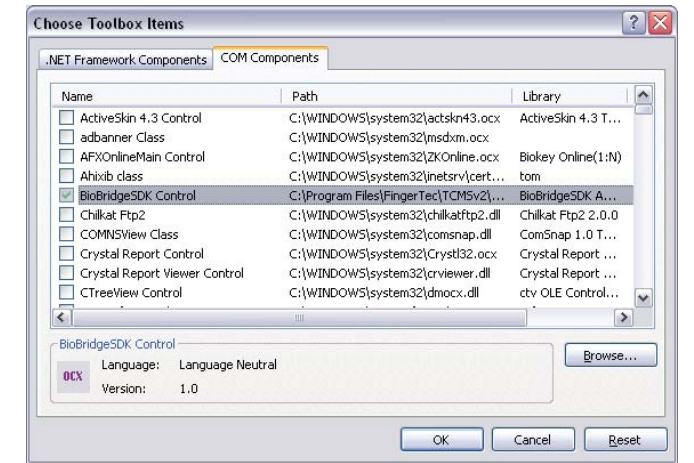 Choose Toolbox Items
.NET Framework Components COM Components
Name Path Library
ActiveSkin 4.3 Control C:\WINDOWS\system32\actskn43.ocx ActiveSkin 4.3 T...
adbanner Class C:\WINDOWS\system32\msdxm.ocx
AFXOnlineMain Control C:\WINDOWS\system32\ZKOnline.ocx Biokey Online(1:N)
Ahixib class C:\WINDOWS\system32\inetsrv\cert... tom
BioBridgeSDK Control C:\Program Files\FingerTec\TCMSv2\... BioBridgeSDK A...
Chilkat Ftp2 C:\WINDOWS\system32\chilkatftp2.dll Chilkat Ftp2 2.0.0
COMNSView Class C:\WINDOWS\system32\comsnap.dll ComSnap 1.0 T...
Crystal Report Control C:\WINDOWS\system32\Crystl32.ocx Crystal Report ...
Crystal Report Viewer Control C:\WINDOWS\system32\crviewer.dll Crystal Report ...
CTreeView Control C:\WINDOWS\system32\dmocx.dll ctv OLE Control...
BioBridgeSDK Control
Browse...
OCX
Language: Language Neutral
Version: 1.0
OK Cancel Reset